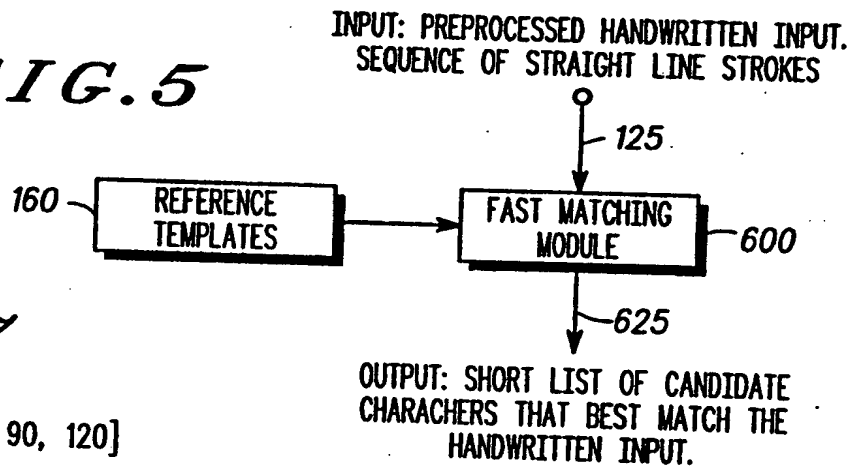 INPUT: PREPROCESSED HANDWRITTEN INPUT.
SEQUENCE OF STRAIGHT LINE STROKES
FIG.5
125
160
REFERENCE
TEMPLATES
FAST MATCHING
MODULE
600
625
OUTPUT: SHORT LIST OF CANDIDATE
CHARACHERS THAT BEST MATCH THE
HANDWRITTEN INPUT.
90, 120]